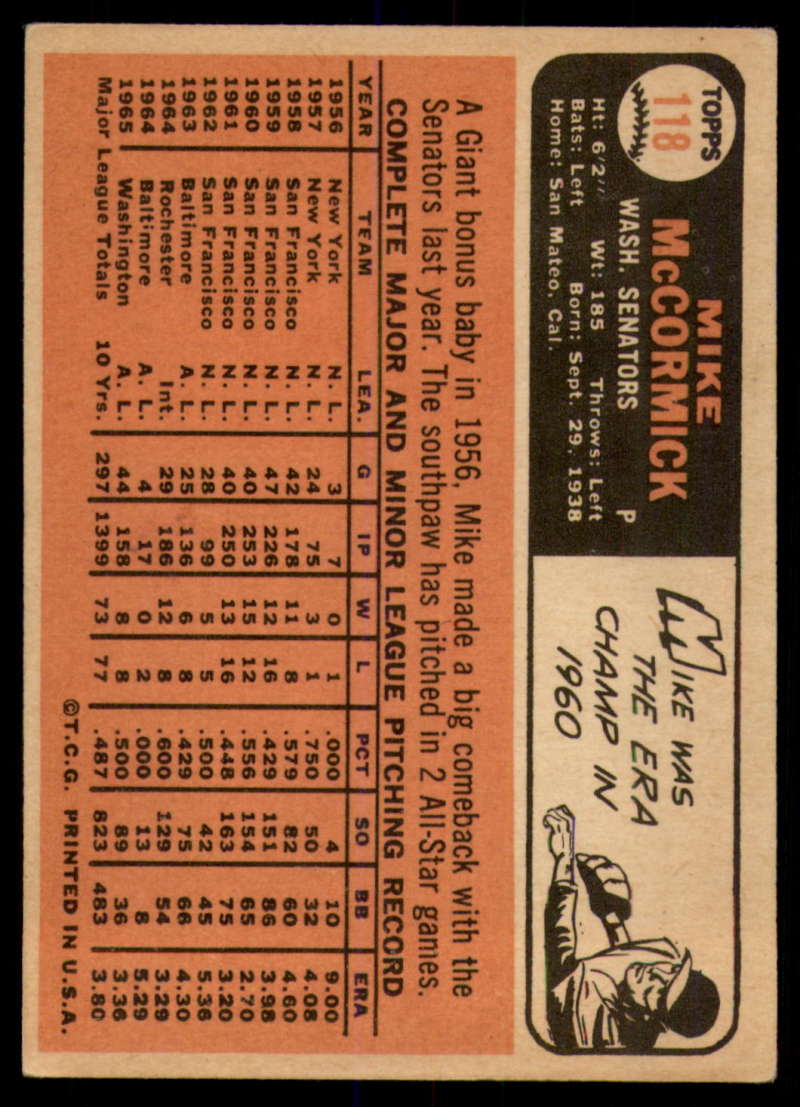 TOPPS
118
MIKE
McCORMICK
WASH. SENATORS P
Ht: 6'2" Wt: 185 Throws: Left
Bats: Left Born: Sept. 29, 1938
Home: San Mateo, Cal.
MIKE WAS
THE ERA
CHAMP IN
1960
A Giant bonus baby in 1956, Mike made a big comeback with the
Senators last year. The southpaw has pitched in 2 All-Star games.
COMPLETE MAJOR AND MINOR LEAGUE PITCHING RECORD
YEAR TEAM LEA. G IP W L PCT SO BB ERA
1956 New York N. L. 3 7 0 1 .000 4 10 9.00
1957 New York N. L. 24 75 3 1 .750 50 32 4.08
1958 San Francisco N. L. 42 178 11 8 .579 82 60 4.60
1959 San Francisco N. L. 47 226 12 16 .429 151 86 3.98
1960 San Francisco N. L. 40 253 15 12 .556 154 65 2.70
1961 San Francisco N. L. 40 250 13 16 .448 163 75 3.20
1962 San Francisco N. L. 28 99 5 5 .500 42 45 5.36
1963 Baltimore A. L. 25 136 6 8 .429 75 66 4.30
1964 Rochester Int. 29 186 12 8 .600 129 54 3.29
1964 Baltimore A. L. 4 17 0 2 .000 13 8 5.29
1965 Washington A. L. 44 158 8 8 .500 89 36 3.36
Major League Totals 10 Yrs. 297 1399 73 77 .487 823 483 3.80
©T.C.G. PRINTED IN U.S.A.